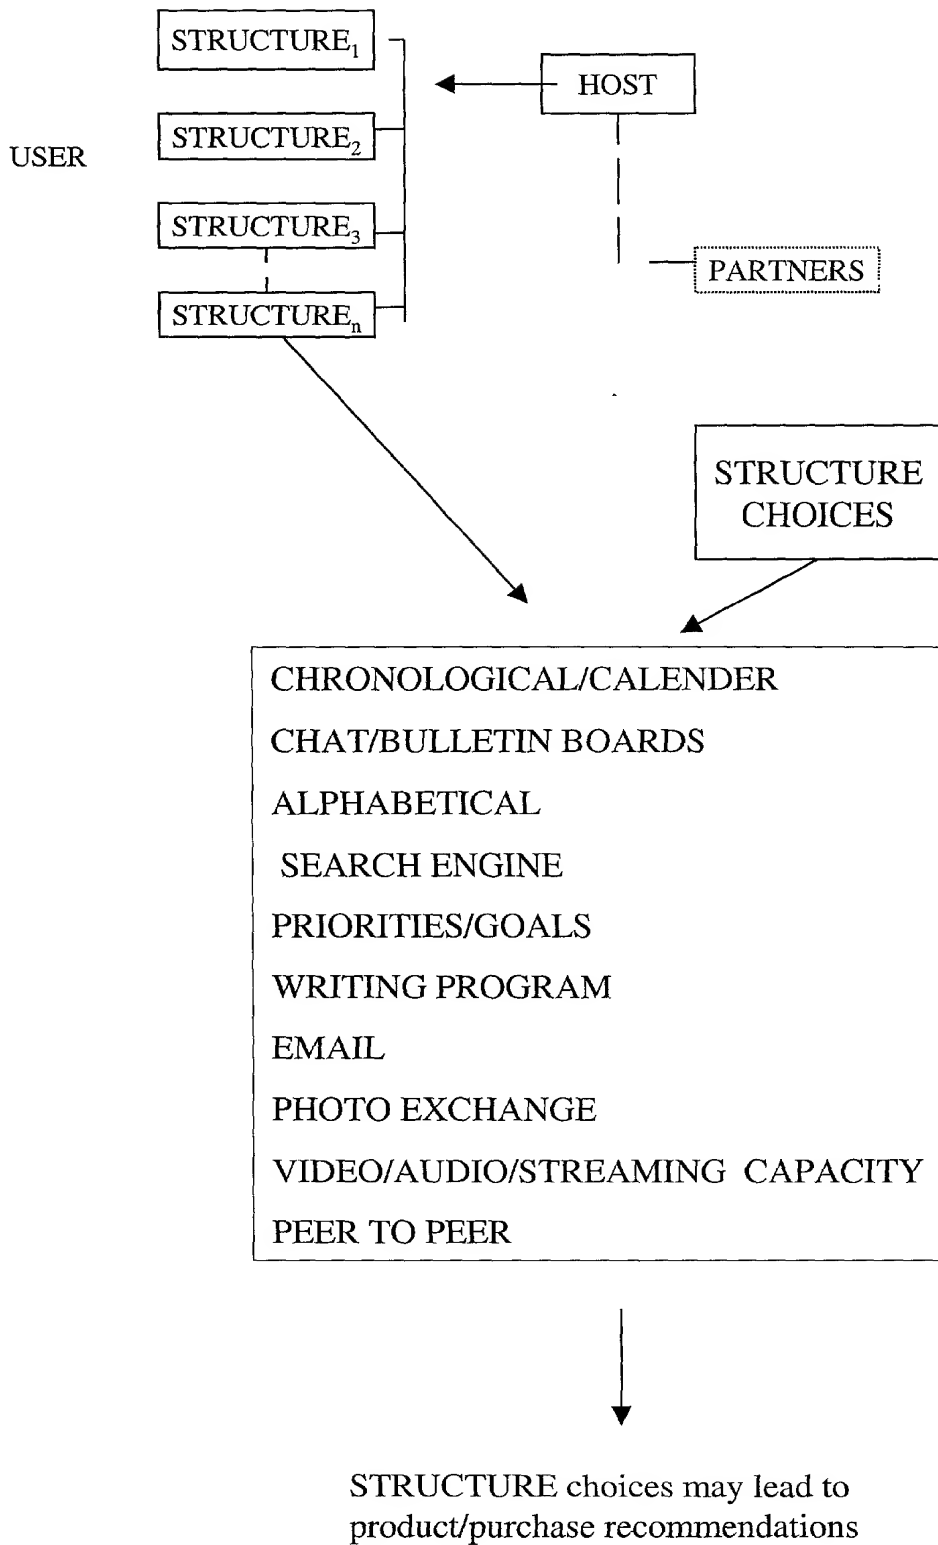 STRUCTURE₁
HOST
STRUCTURE₂
USER
STRUCTURE₃
PARTNERS
STRUCTUREₙ
STRUCTURE
CHOICES
CHRONOLOGICAL/CALENDER
CHAT/BULLETIN BOARDS
ALPHABETICAL
SEARCH ENGINE
PRIORITIES/GOALS
WRITING PROGRAM
EMAIL
PHOTO EXCHANGE
VIDEO/AUDIO/STREAMING CAPACITY
PEER TO PEER
STRUCTURE choices may lead to
product/purchase recommendations